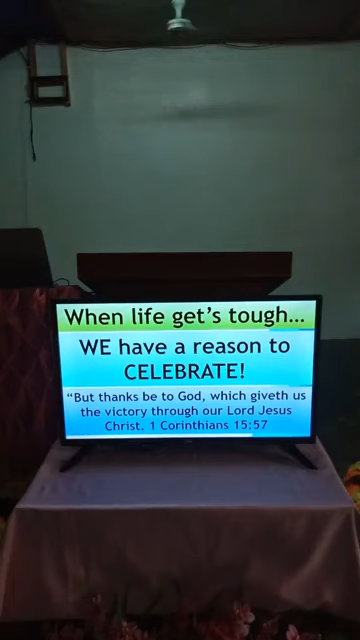 When life get's tough...
WE have a reason to
CELEBRATE!
“But thanks be to God, which giveth us
the victory through our Lord Jesus
Christ. 1 Corinthians 15:57